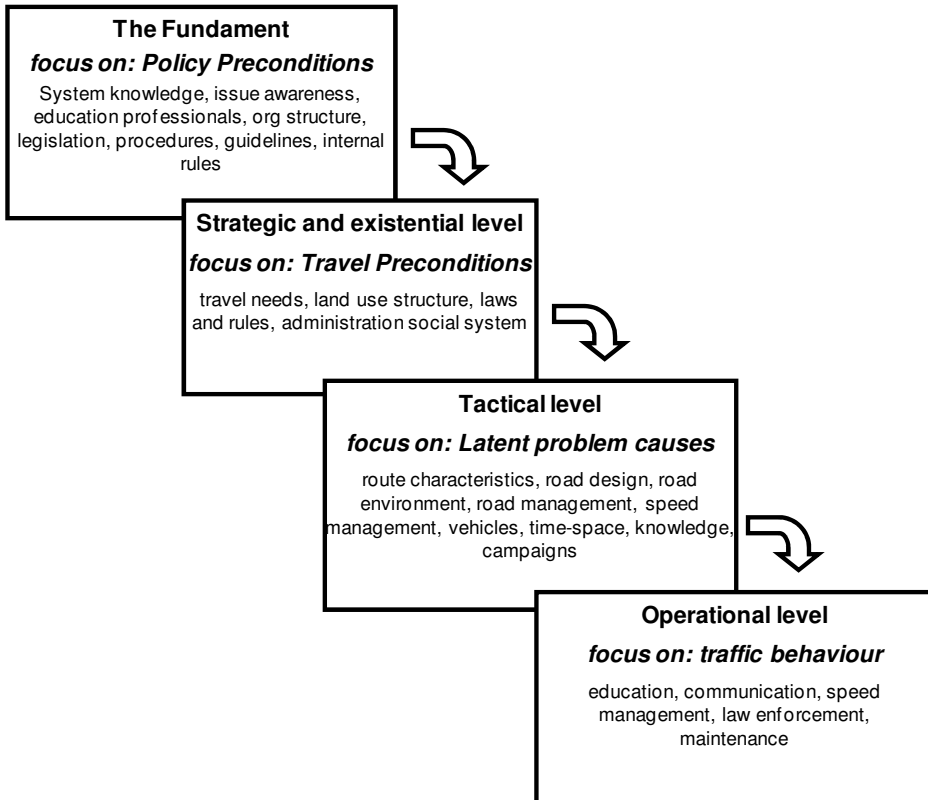 The Fundament
focus on: Policy Preconditions
System knowledge, issue awareness,
education professionals, org structure,
legislation, procedures, guidelines, internal
rules
Strategic and existential level
focus on: Travel Preconditions
travel needs, land use structure, laws
and rules, administration social system
Tactical level
focus on: Latent problem causes
route characteristics, road design, road
environment, road management, speed
management, vehicles, time-space, knowledge,
campaigns
Operational level
focus on: traffic behaviour
education, communication, speed
management, law enforcement,
maintenance